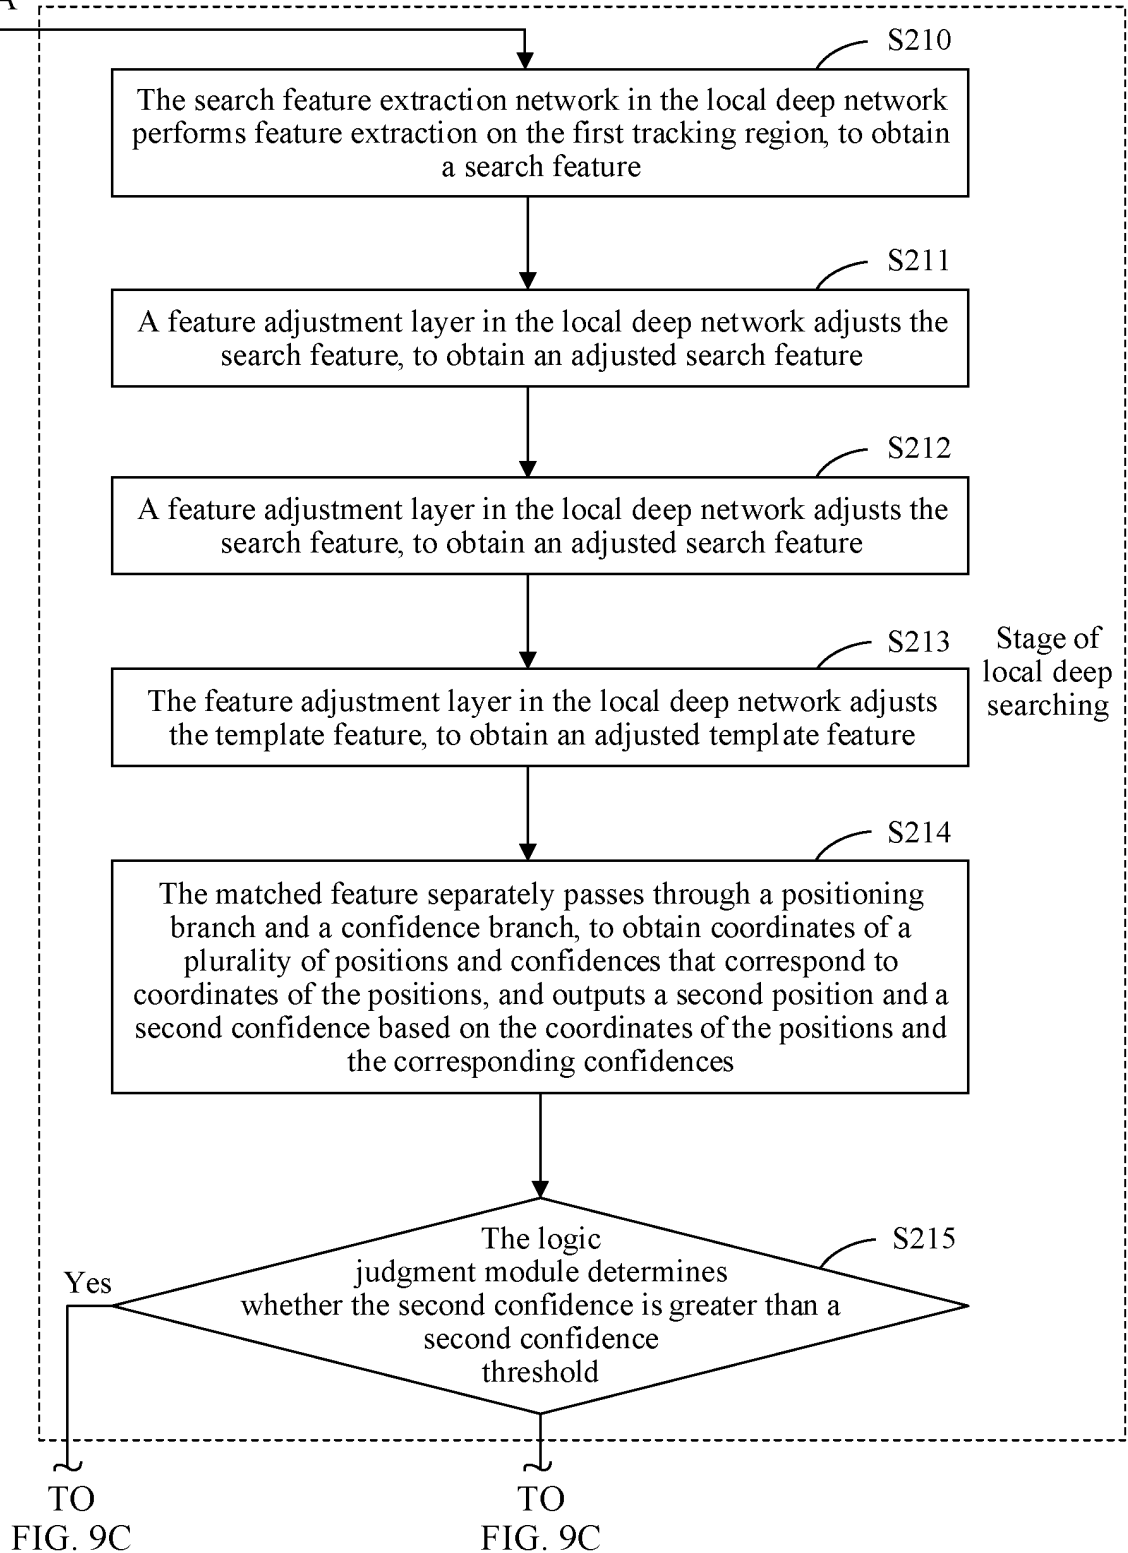 S210
The search feature extraction network in the local deep network
performs feature extraction on the first tracking region, to obtain
a search feature
S211
A feature adjustment layer in the local deep network adjusts the
search feature, to obtain an adjusted search feature
S212
A feature adjustment layer in the local deep network adjusts the
search feature, to obtain an adjusted search feature
S213
The feature adjustment layer in the local deep network adjusts
the template feature, to obtain an adjusted template feature
Stage of
local deep
searching
S214
The matched feature separately passes through a positioning
branch and a confidence branch, to obtain coordinates of a
plurality of positions and confidences that correspond to
coordinates of the positions, and outputs a second position and a
second confidence based on the coordinates of the positions and
the corresponding confidences
S215
The logic
judgment module determines
whether the second confidence is greater than a
second confidence
threshold
Yes
TO
FIG. 9C
TO
FIG. 9C